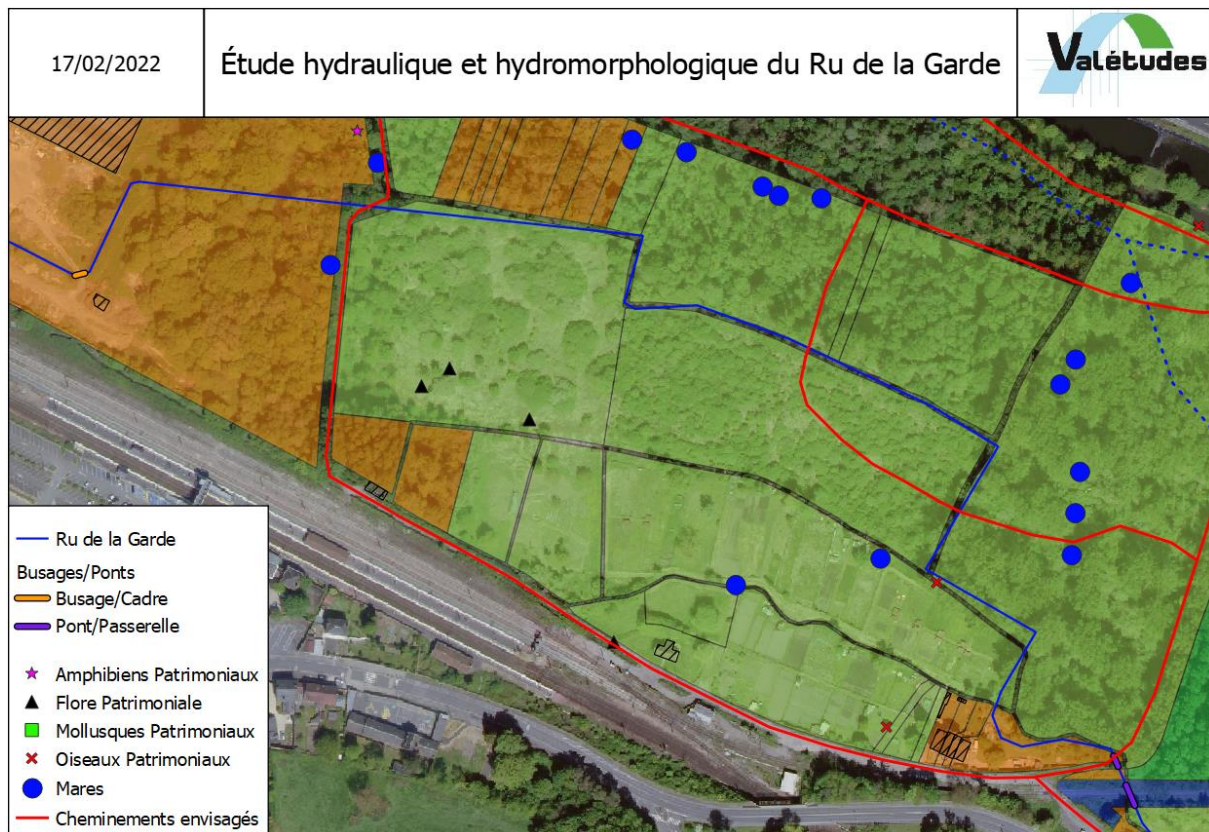 17/02/2022
Étude hydraulique et hydromorphologique du Ru de la Garde
Valétudes
Ru de la Garde
Busages/Ponts
Busage/Cadre
Pont/Passerelle
Amphibiens Patrimoniaux
Flore Patrimoniale
Mollusques Patrimoniaux
Oiseaux Patrimoniaux
Mares
Cheminements envisagés